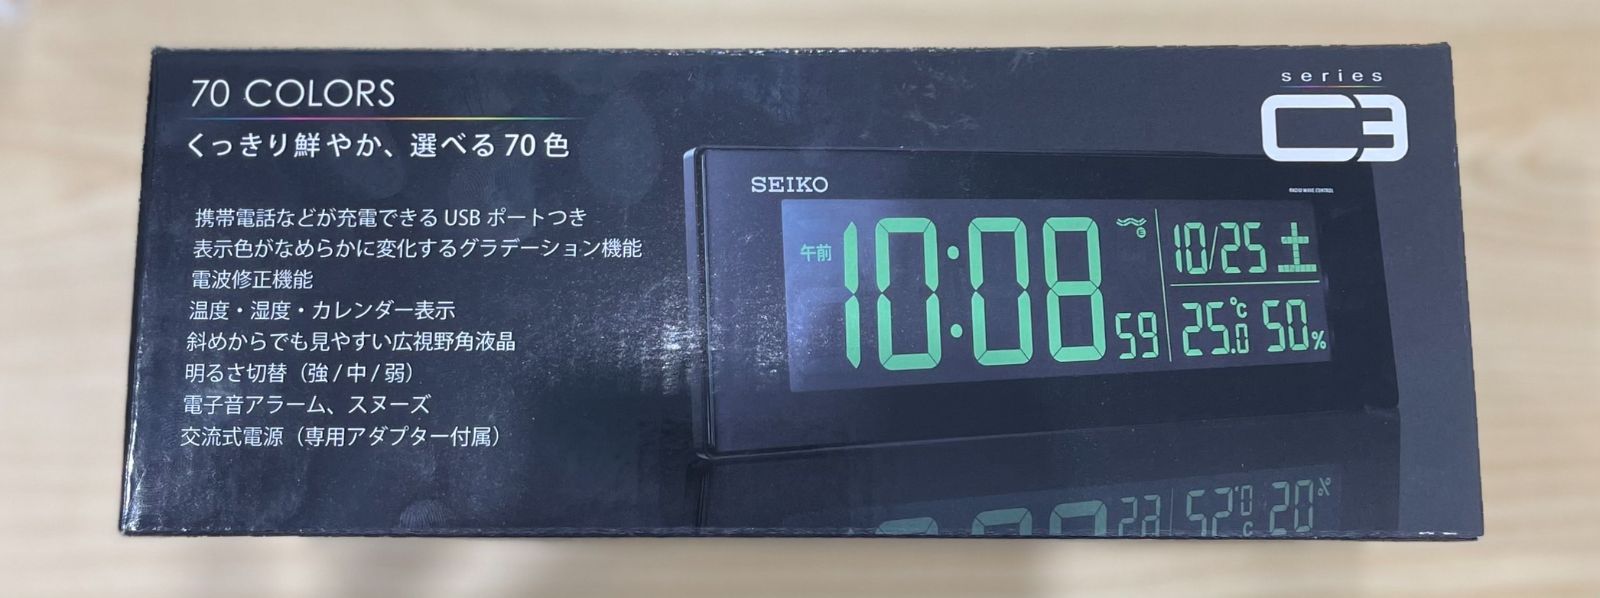 70 COLORS
くっきり鮮やか、選べる70色
携帯電話などが充電できる USB ポートつき
表示色がなめらかに変化するグラデーション機能
電波修正機能
温度・湿度・カレンダー表示
斜めからでも見やすい広視野角液晶
明るさ切替（強/中/弱）
電子音アラーム、スヌーズ
交流式電源（専用アダプター付属）
series
C3
SEIKO
RADIO WAVE CONTROL
午前 10:08 59
E
10/25 土
25.0 ℃ 50 %